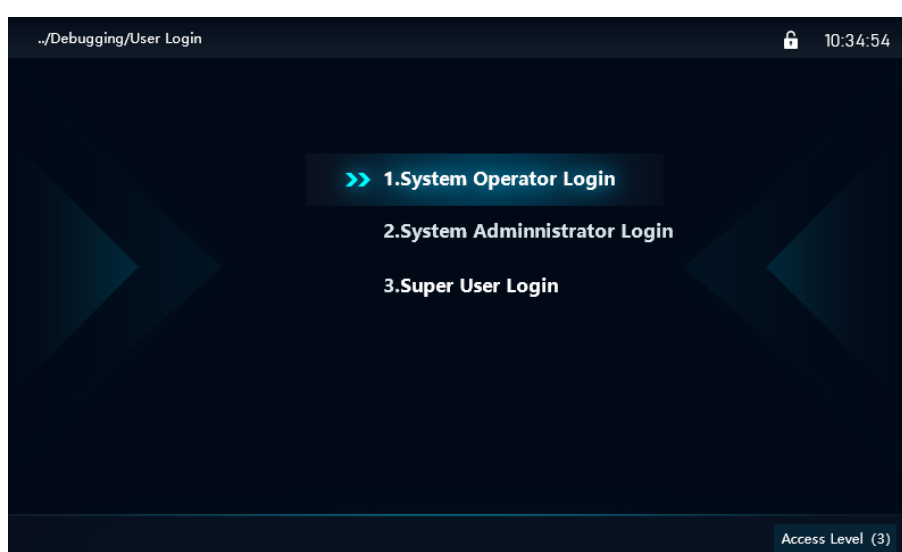 ../Debugging/User Login
10:34:54
1.System Operator Login
2.System Adminnistrator Login
3.Super User Login
Access Level (3)